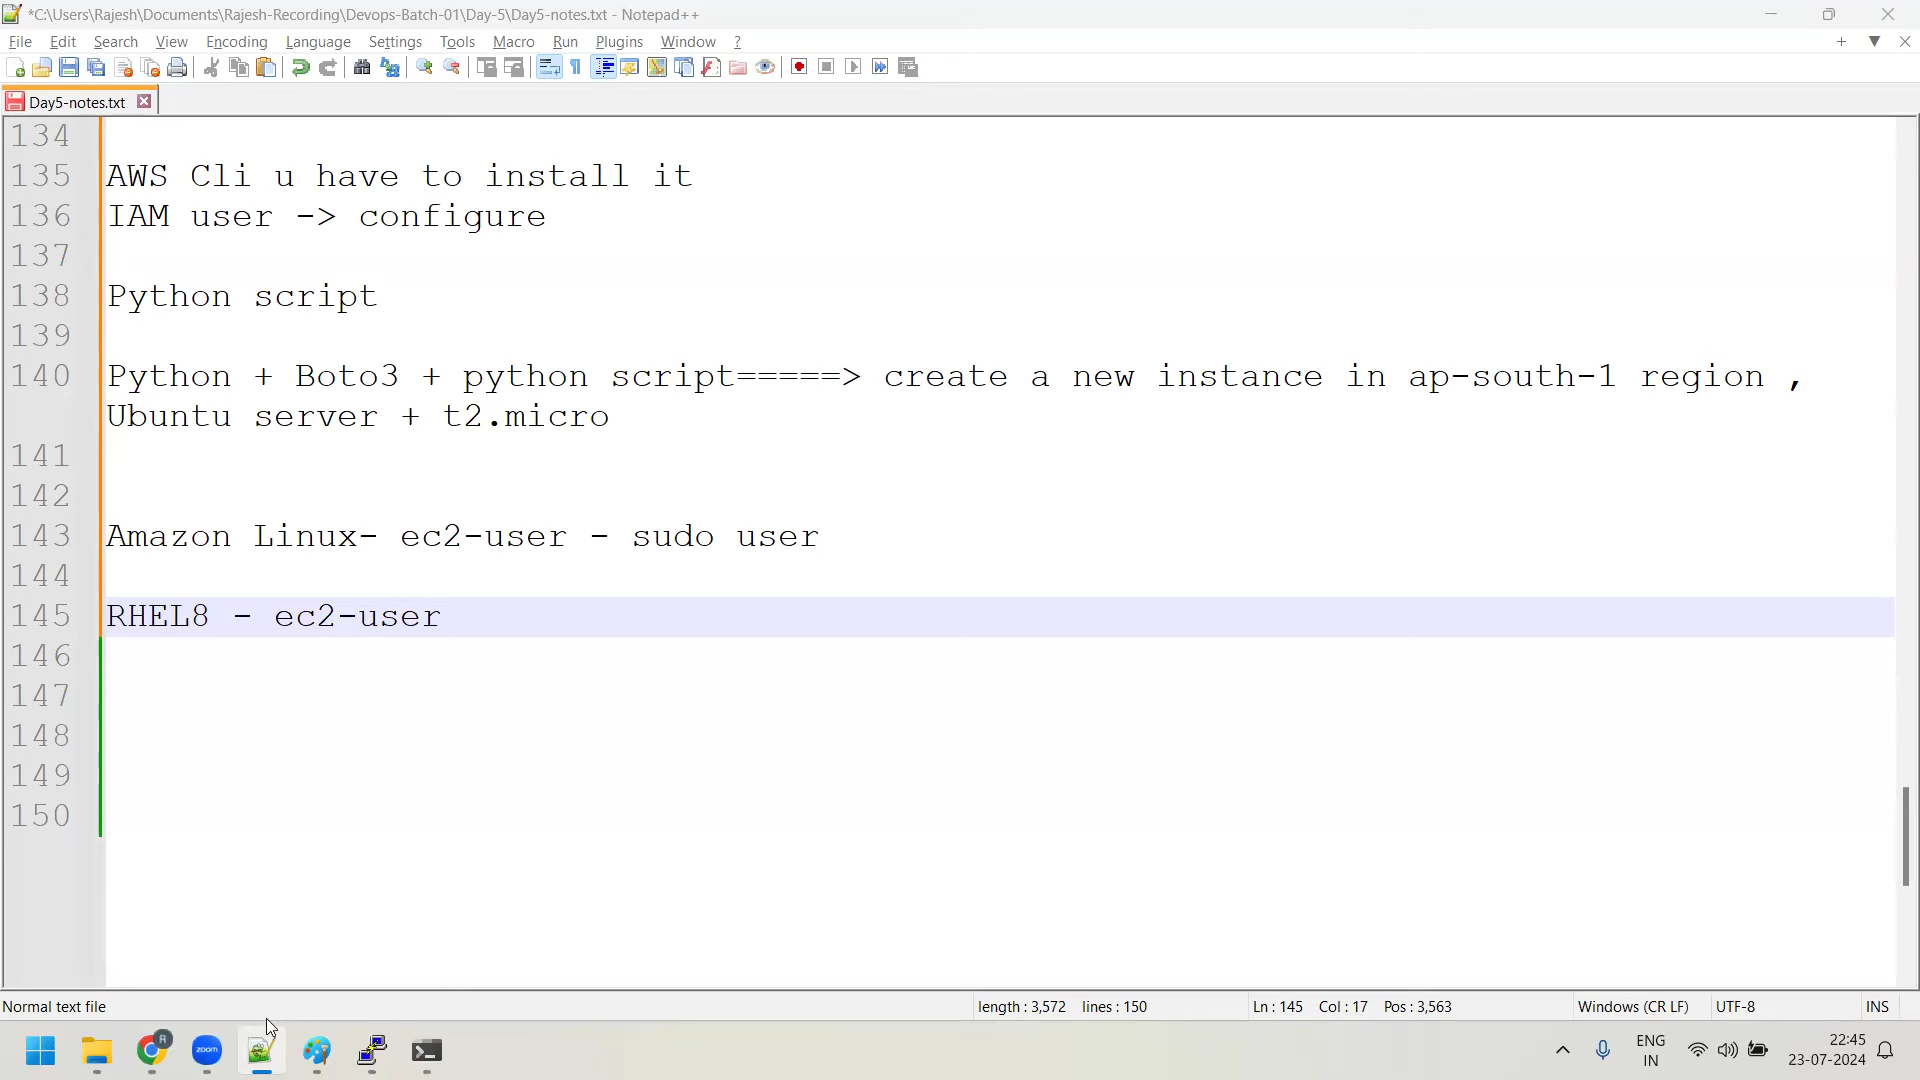 *C:\Users\Rajesh\Documents\Rajesh-Recording\Devops-Batch-01\Day-5\Day5-notes.txt - Notepad++
File Edit Search View Encoding Language Settings Tools Macro Run Plugins Window ?
Day5-notes.txt
134
135 AWS Cli u have to install it
136 IAM user -> configure
137
138 Python script
139
140 Python + Boto3 + python script=====> create a new instance in ap-south-1 region ,
Ubuntu server + t2.micro
141
142
143 Amazon Linux- ec2-user - sudo user
144
145 RHEL8 - ec2-user
146
147
148
149
150
Normal text file length : 3,572 lines : 150 Ln : 145 Col : 17 Pos : 3,563 Windows (CR LF) UTF-8 INS
R
zoom
ENG
IN
22:45
23-07-2024